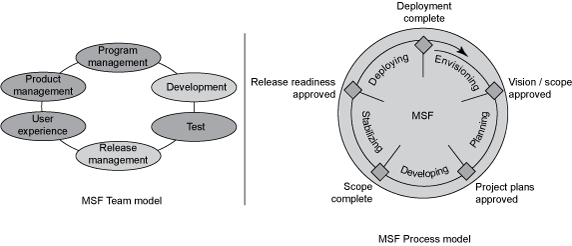 Program
management
Product
management
Development
User
experience
Test
Release
management
MSF Team model
Deployment
complete
Deploying
Envisioning
Release readiness
approved
Vision / scope
approved
MSF
Stabilizing
Planning
Developing
Scope
complete
Project plans
approved
MSF Process model